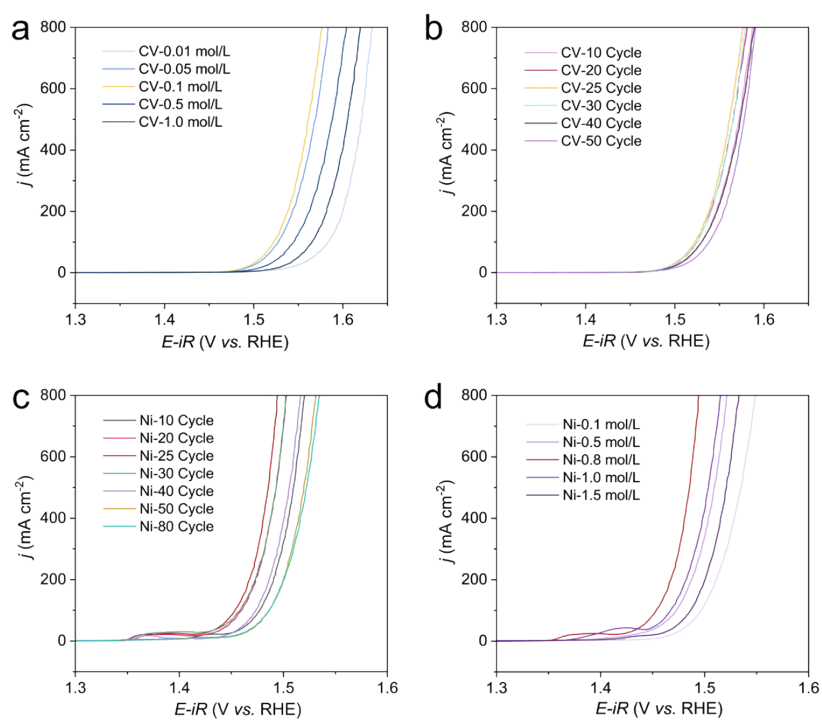 a
800
600
400
200
0
j (mA cm-2)
CV-0.01 mol/L
CV-0.05 mol/L
CV-0.1 mol/L
CV-0.5 mol/L
CV-1.0 mol/L
1.3 1.4 1.5 1.6
E-iR (V vs. RHE)
b
800
600
400
200
0
j (mA cm-2)
CV-10 Cycle
CV-20 Cycle
CV-25 Cycle
CV-30 Cycle
CV-40 Cycle
CV-50 Cycle
1.3 1.4 1.5 1.6
E-iR (V vs. RHE)
c
800
600
400
200
0
j (mA cm-2)
Ni-10 Cycle
Ni-20 Cycle
Ni-25 Cycle
Ni-30 Cycle
Ni-40 Cycle
Ni-50 Cycle
Ni-80 Cycle
1.3 1.4 1.5 1.6
E-iR (V vs. RHE)
d
800
600
400
200
0
j (mA cm-2)
Ni-0.1 mol/L
Ni-0.5 mol/L
Ni-0.8 mol/L
Ni-1.0 mol/L
Ni-1.5 mol/L
1.3 1.4 1.5 1.6
E-iR (V vs. RHE)